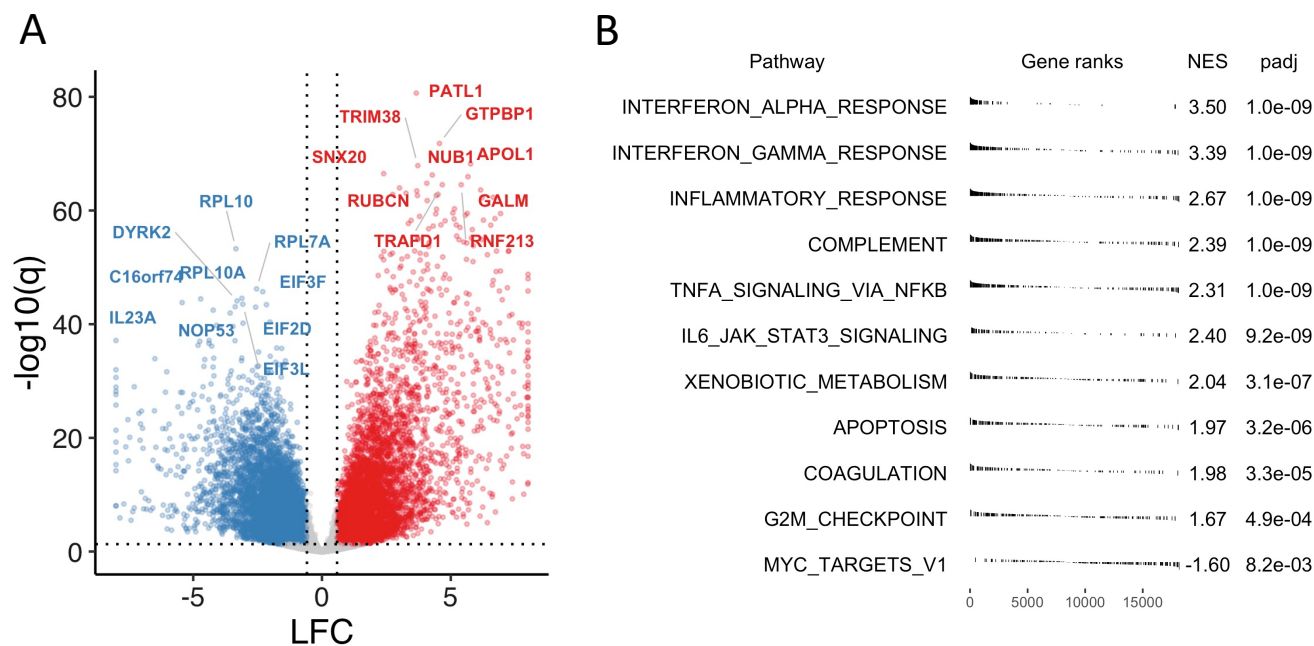 A
-log10(q)
80
60
40
20
0
PATL1
TRIM38
GTPBP1
SNX20
NUB1
APOL1
RPL10
RUBCN
GALM
DYRK2
RPL7A
TRAFD1
RNF213
C16orf74
RPL10A
EIF3F
IL23A
NOP53
EIF2D
EIF3L
-5
0
5
LFC
B
Pathway Gene ranks NES padj
INTERFERON_ALPHA_RESPONSE 3.50 1.0e-09
INTERFERON_GAMMA_RESPONSE 3.39 1.0e-09
INFLAMMATORY_RESPONSE 2.67 1.0e-09
COMPLEMENT 2.39 1.0e-09
TNFA_SIGNALING_VIA_NFKB 2.31 1.0e-09
IL6_JAK_STAT3_SIGNALING 2.40 9.2e-09
XENOBIOTIC_METABOLISM 2.04 3.1e-07
APOPTOSIS 1.97 3.2e-06
COAGULATION 1.98 3.3e-05
G2M_CHECKPOINT 1.67 4.9e-04
MYC_TARGETS_V1 -1.60 8.2e-03
0 5000 10000 15000